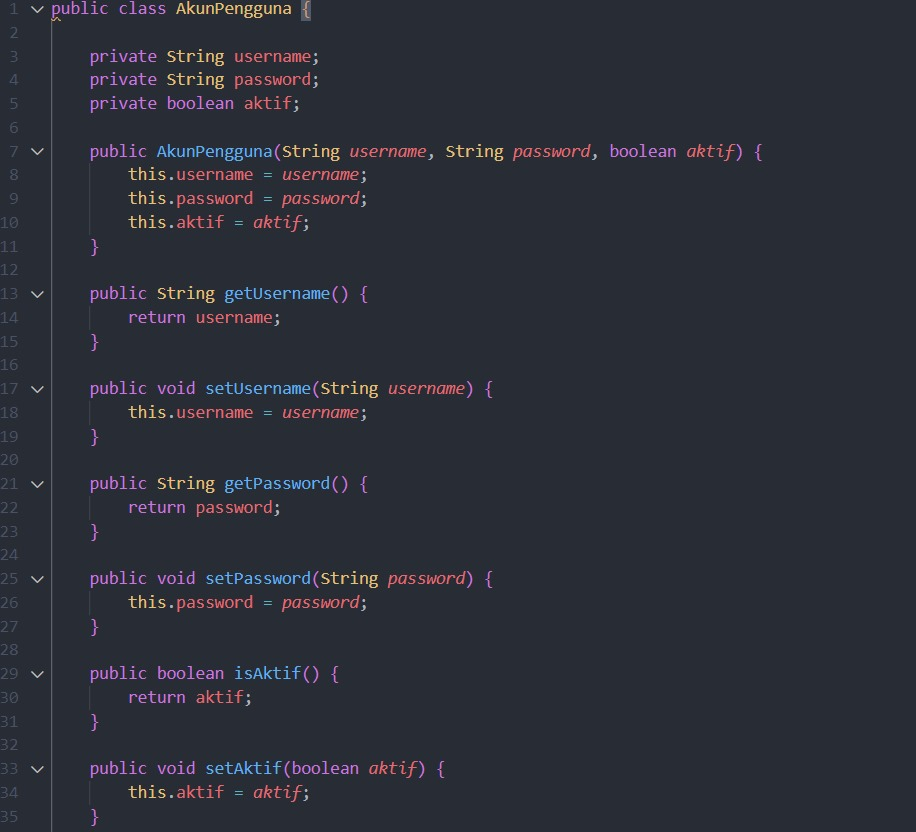 1 public class AkunPengguna {
2
3 private String username;
4 private String password;
5 private boolean aktif;
6
7 public AkunPengguna(String username, String password, boolean aktif) {
8 this.username = username;
9 this.password = password;
10 this.aktif = aktif;
11 }
12
13 public String getUsername() {
14 return username;
15 }
16
17 public void setUsername(String username) {
18 this.username = username;
19 }
20
21 public String getPassword() {
22 return password;
23 }
24
25 public void setPassword(String password) {
26 this.password = password;
27 }
28
29 public boolean isAktif() {
30 return aktif;
31 }
32
33 public void setAktif(boolean aktif) {
34 this.aktif = aktif;
35 }